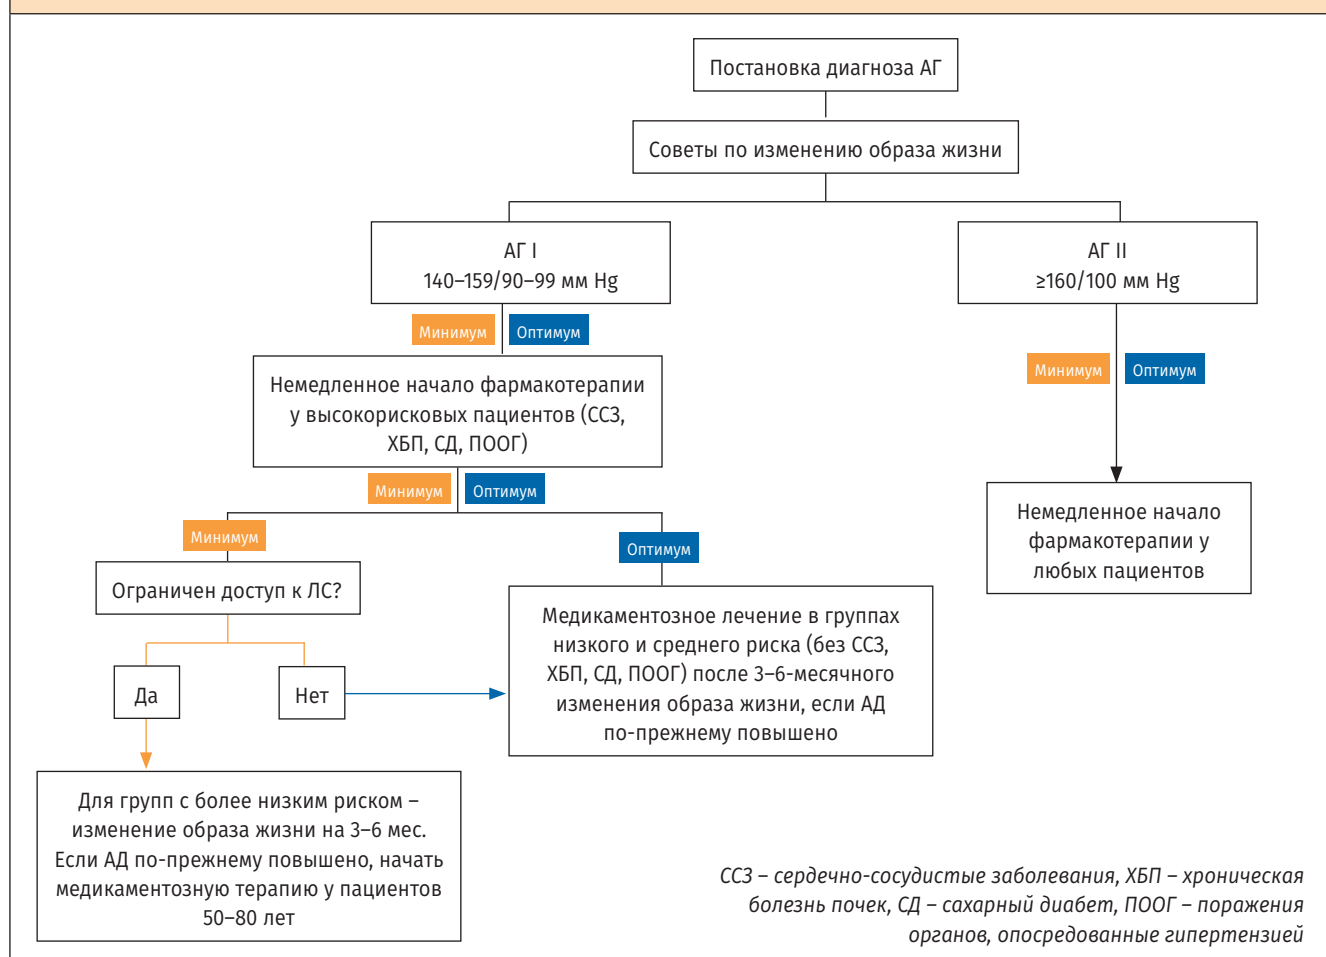 Постановка диагноза АГ
Советы по изменению образа жизни
АГ I
140–159/90–99 мм Hg
АГ II
≥160/100 мм Hg
Минимум
Оптимум
Минимум
Оптимум
Немедленное начало фармакотерапии
у высокорисковых пациентов (ССЗ,
ХБП, СД, ПООГ)
Минимум
Оптимум
Немедленное начало
фармакотерапии у
любых пациентов
Минимум
Оптимум
Ограничен доступ к ЛС?
Медикаментозное лечение в группах
низкого и среднего риска (без ССЗ,
ХБП, СД, ПООГ) после 3–6-месячного
изменения образа жизни, если АД
по-прежнему повышено
Да
Нет
Для групп с более низким риском –
изменение образа жизни на 3–6 мес.
Если АД по-прежнему повышено, начать
медикаментозную терапию у пациентов
50–80 лет
ССЗ – сердечно-сосудистые заболевания, ХБП – хроническая
болезнь почек, СД – сахарный диабет, ПООГ – поражения
органов, опосредованные гипертензией